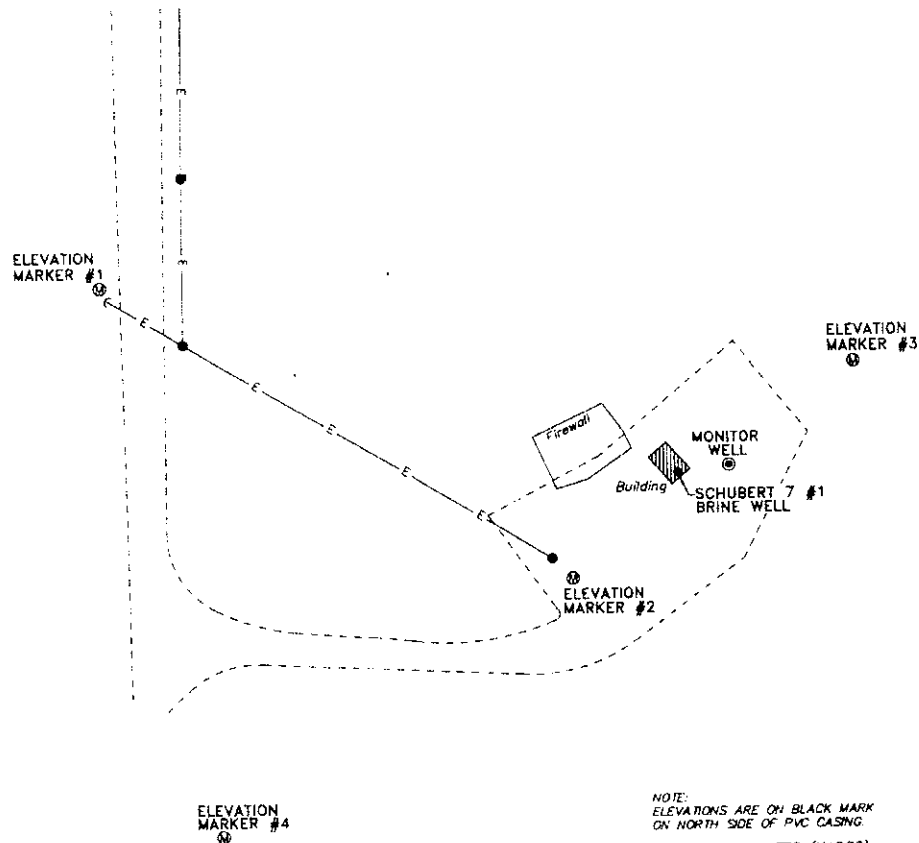 E
E
ELEVATION
MARKER #1
E
E
E
E
E
ELEVATION
MARKER #3
Firewall
MONITOR
WELL
Building
SCHUBERT 7 #1
BRINE WELL
ELEVATION
MARKER #2
ELEVATION
MARKER #4
NOTE:
ELEVATIONS ARE ON BLACK MARK
ON NORTH SIDE OF PVC CASING.